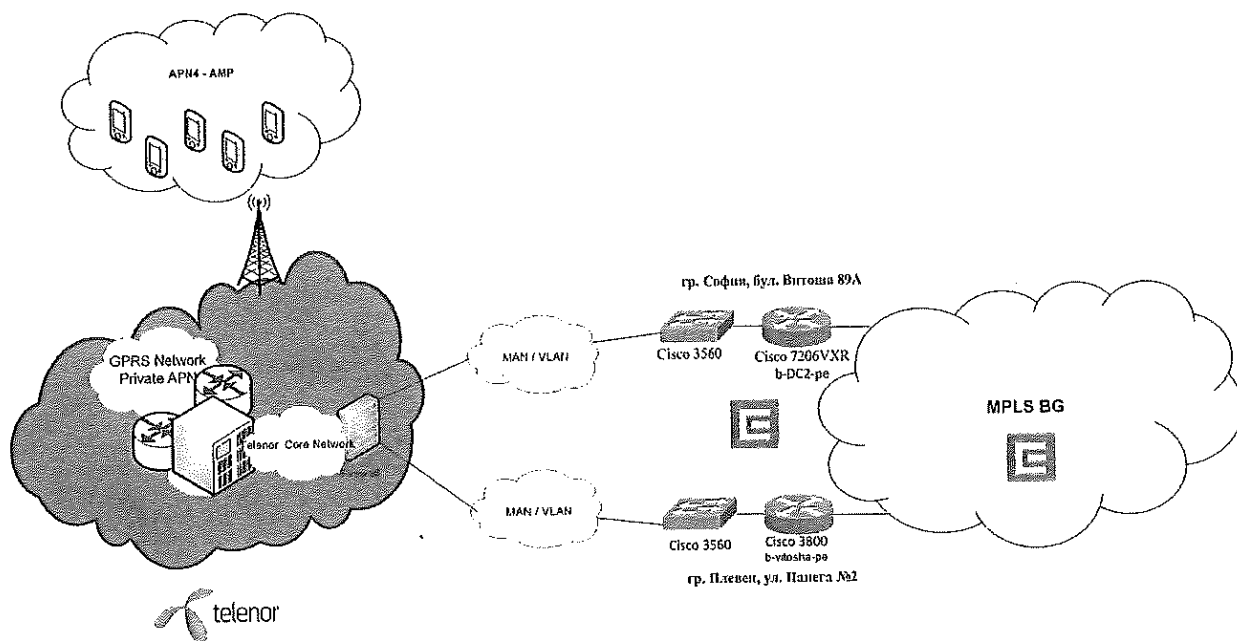 APN4 - AMP
гр. София, бул. Витоша 89А
GPRS Network
Private APN
MAN / VLAN
Cisco 3560
Cisco 7206VXR
b-DC2-pe
MPLS BG
Telenor Core Network
MAN / VLAN
Cisco 3560
Cisco 3800
b-vitosha-pe
гр. Плевен, ул. Панега №2
telenor